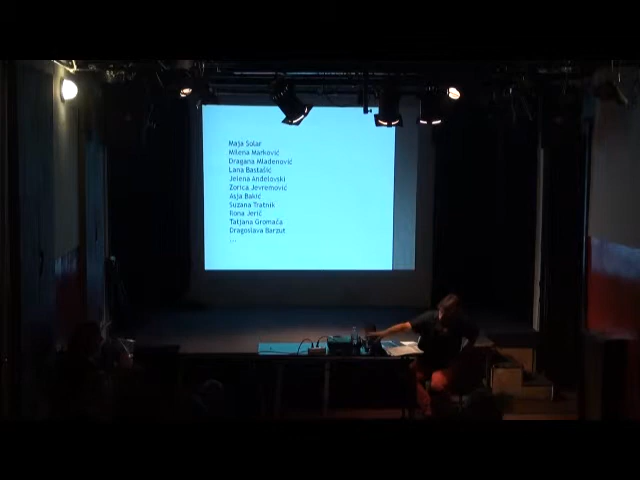 Maja Solar
Milena Marković
Dragana Mladenović
Lana Bastašić
Jelena Anđelovski
Zorica Jevremović
Asja Bakić
Suzana Tratnik
Ilona Jerič
Tatjana Gromača
Dragoslava Barzut
...